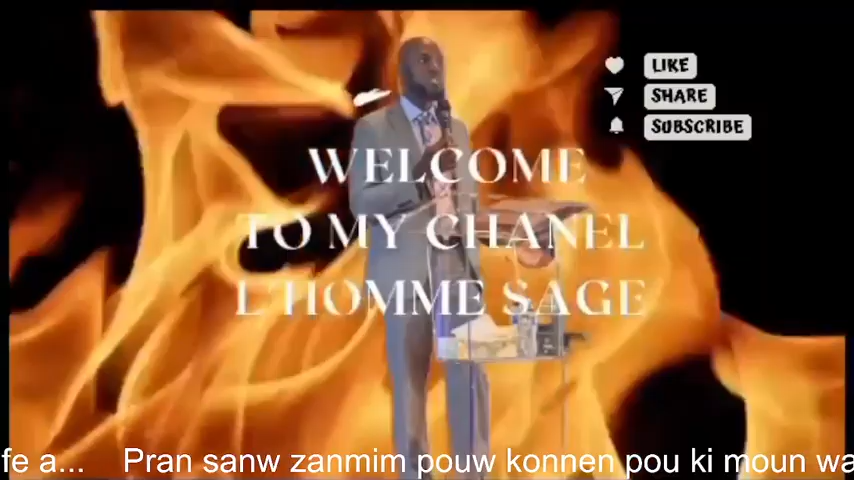 LIKE
SHARE
SUBSCRIBE
WELCOME
TO MY CHANEL
L'HOMME SAGE
fe a... Pran sanw zanmim pouw konnen pou ki moun wa